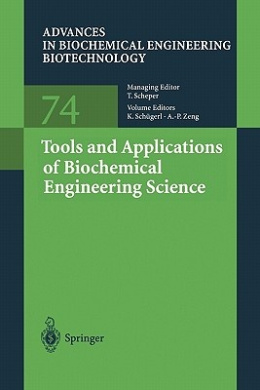 ADVANCES
IN BIOCHEMICAL ENGINEERING
BIOTECHNOLOGY
74
Managing Editor
T. Scheper
Volume Editors
K. Schügerl · A.-P. Zeng
Tools and Applications
of Biochemical
Engineering Science
Springer